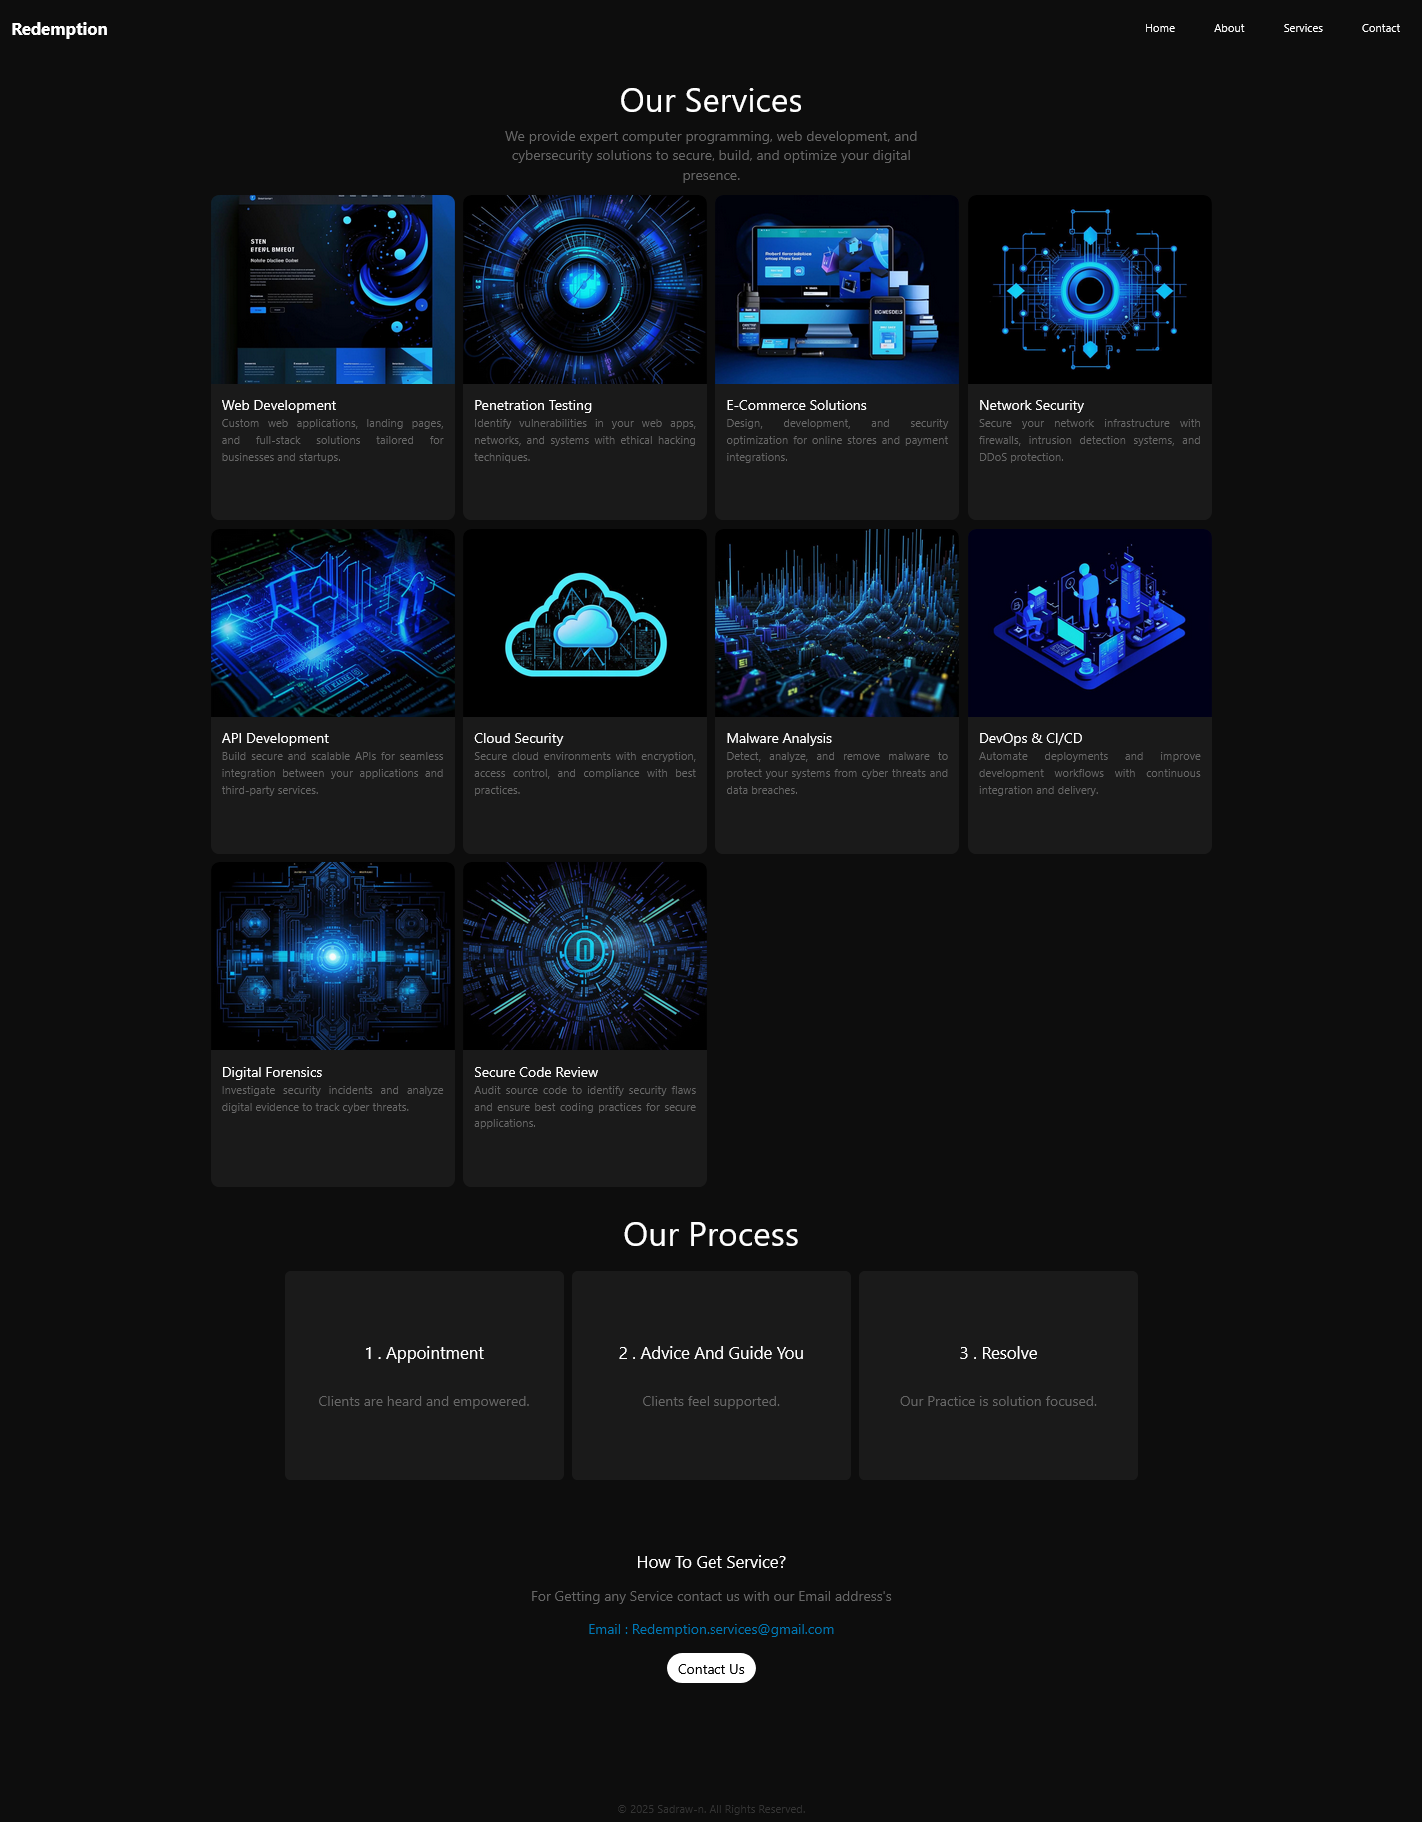 Redemption
Home About Services Contact
Our Services
We provide expert computer programming, web development, and
cybersecurity solutions to secure, build, and optimize your digital
presence.
Web Development
Custom web applications, landing pages,
and full-stack solutions tailored for
businesses and startups.
Penetration Testing
Identify vulnerabilities in your web apps,
networks, and systems with ethical hacking
techniques.
E-Commerce Solutions
Design, development, and security
optimization for online stores and payment
integrations.
Network Security
Secure your network infrastructure with
firewalls, intrusion detection systems, and
DDoS protection.
API Development
Build secure and scalable APIs for seamless
integration between your applications and
third-party services.
Cloud Security
Secure cloud environments with encryption,
access control, and compliance with best
practices.
Malware Analysis
Detect, analyze, and remove malware to
protect your systems from cyber threats and
data breaches.
DevOps & CI/CD
Automate deployments and improve
development workflows with continuous
integration and delivery.
Digital Forensics
Investigate security incidents and analyze
digital evidence to track cyber threats.
Secure Code Review
Audit source code to identify security flaws
and ensure best coding practices for secure
applications.
Our Process
1 . Appointment
Clients are heard and empowered.
2 . Advice And Guide You
Clients feel supported.
3 . Resolve
Our Practice is solution focused.
How To Get Service?
For Getting any Service contact us with our Email address's
Email : Redemption.services@gmail.com
Contact Us
© 2025 Sadraw-n. All Rights Reserved.